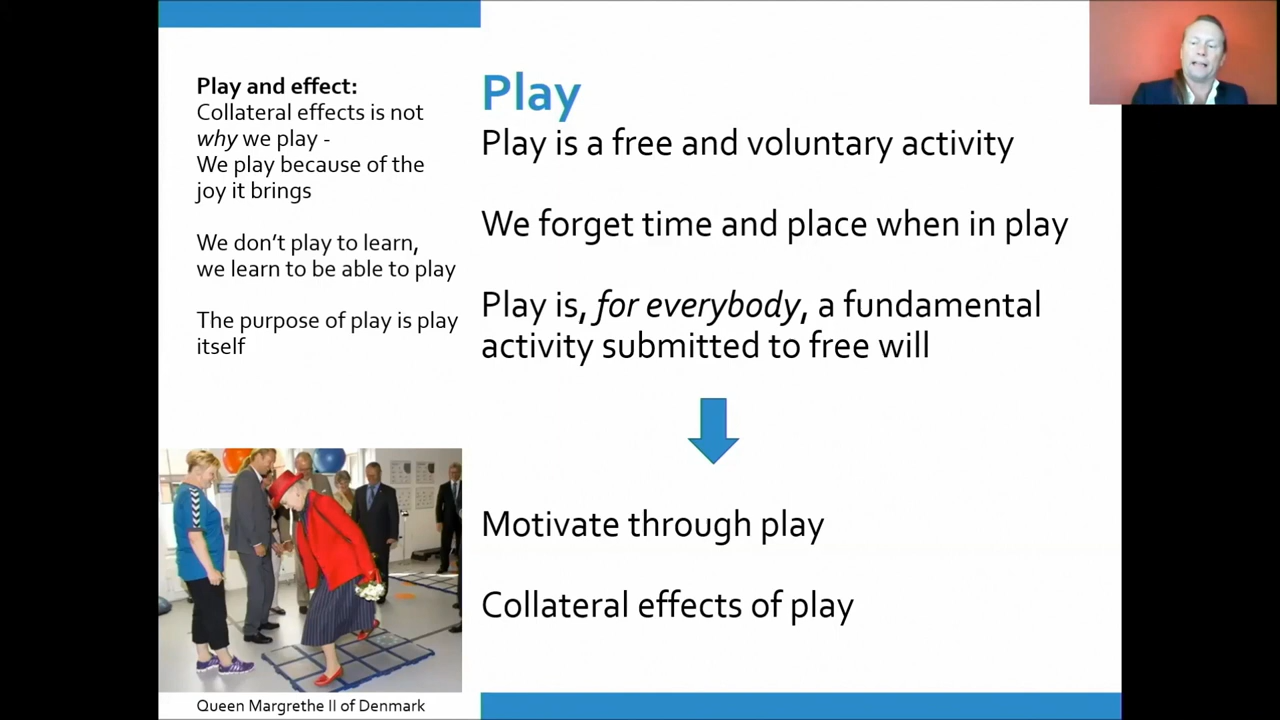 Play and effect:
Collateral effects is not
why we play -
We play because of the
joy it brings
We don't play to learn,
we learn to be able to play
The purpose of play is play
itself
Queen Margrethe II of Denmark
Play
Play is a free and voluntary activity
We forget time and place when in play
Play is, for everybody, a fundamental
activity submitted to free will
Motivate through play
Collateral effects of play